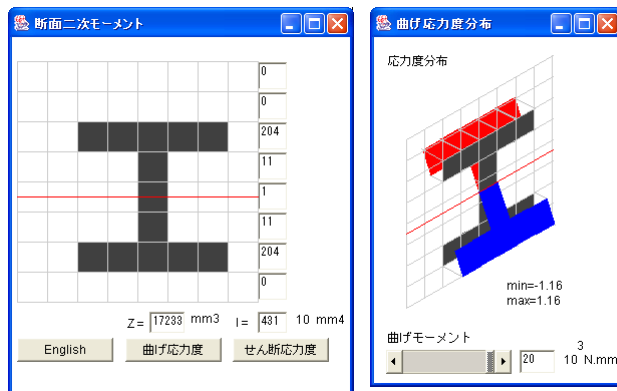 断面二次モーメント
0
0
204
11
1
11
204
0
Z= 17233 mm3 I= 431 10 mm4
English 曲げ応力度 せん断応力度
曲げ応力度分布
応力度分布
min=-1.16
max=1.16
曲げモーメント
20 10 3 N.mm